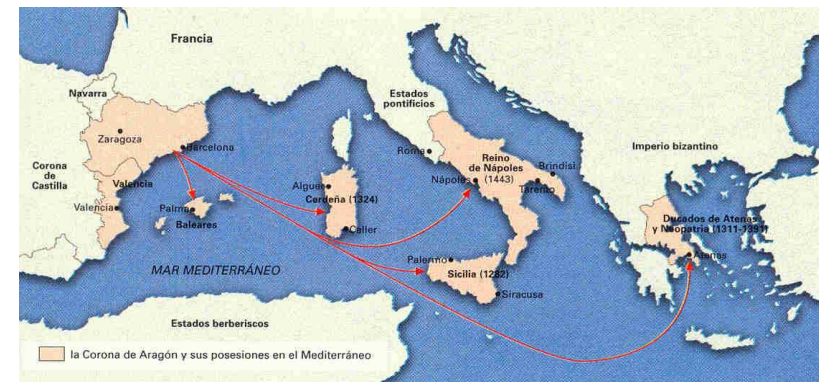 Francia
Navarra
Zaragoza
Barcelona
Corona
de
Castilla
Valencia
Valencia
Palma
Baleares
MAR MEDITERRÁNEO
Estados
pontificios
Roma
Alguer
Cerdeña (1324)
Caller
Reino
de Nápoles
(1443)
Nápoles
Brindisi
Tarento
Palermo
Sicilia (1282)
Siracusa
Imperio bizantino
Ducados de Atenas
y Neopatria (1311-1391)
Atenas
Estados berberiscos
la Corona de Aragón y sus posesiones en el Mediterráneo